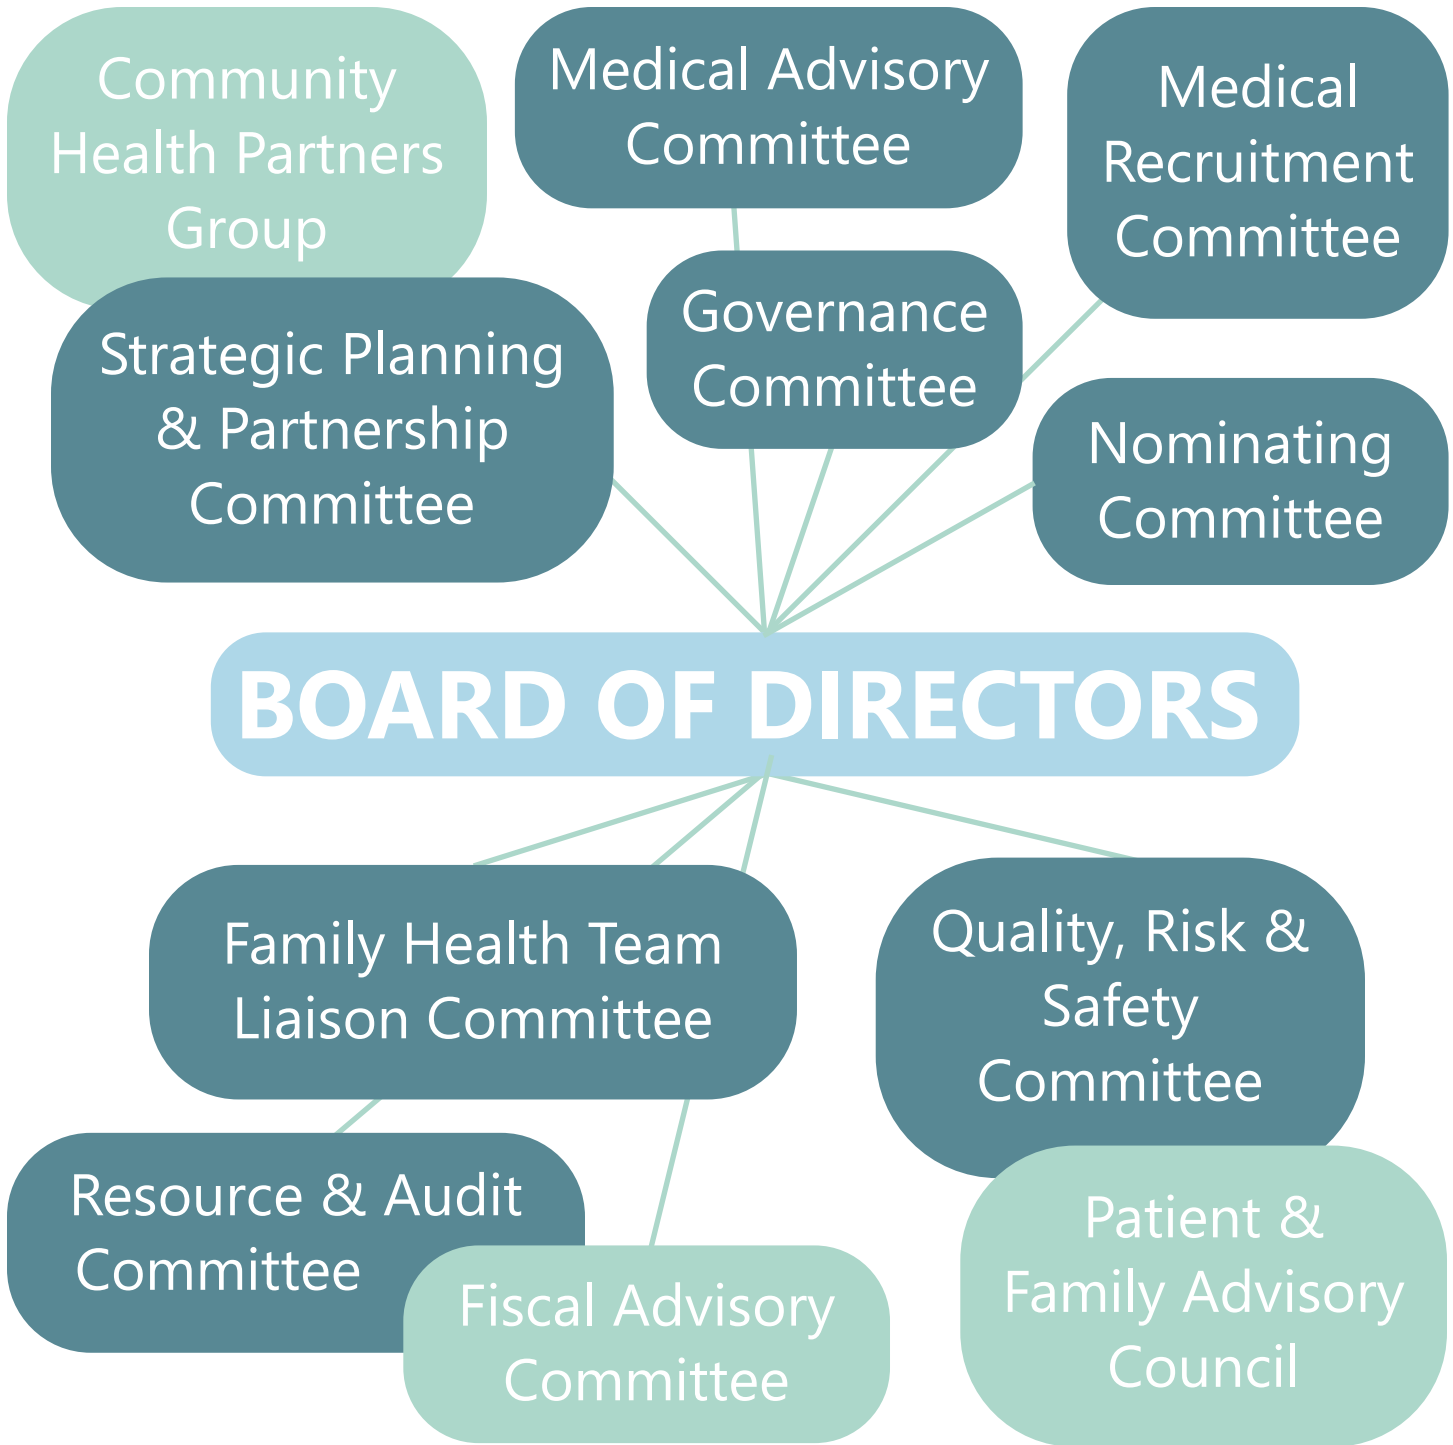 Community
Health Partners
Group
Medical Advisory
Committee
Medical
Recruitment
Committee
Governance
Committee
Strategic Planning
& Partnership
Committee
Nominating
Committee
BOARD OF DIRECTORS
Family Health Team
Liaison Committee
Quality, Risk &
Safety
Committee
Resource & Audit
Committee
Fiscal Advisory
Committee
Patient &
Family Advisory
Council